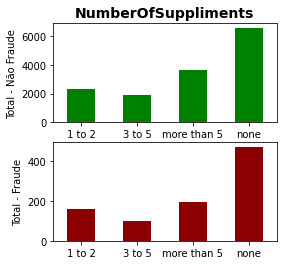 NumberOfSuppliments
Total - Não Fraude
6000
4000
2000
0
1 to 2 3 to 5 more than 5 none
Total - Fraude
400
200
0
1 to 2 3 to 5 more than 5 none